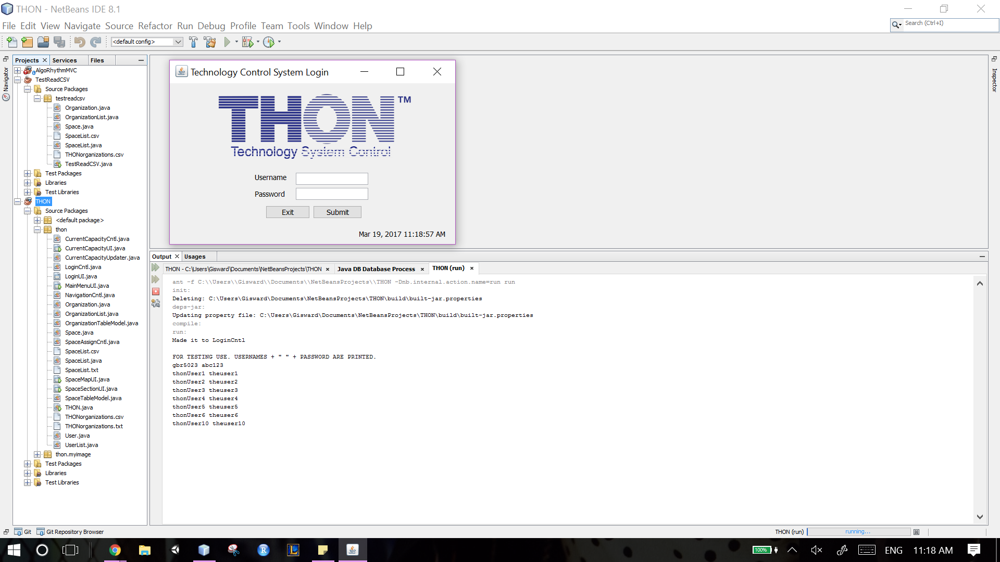 THON - NetBeans IDE 8.1
File Edit View Navigate Source Refactor Run Debug Profile Team Tools Window Help
Search (Ctrl+I)
<default config>
Projects
Services
Files
Navigator
Inspector
AlgoRhythmMVC
TestReadCSV
Source Packages
testreadcsv
Organization.java
OrganizationList.java
Space.java
SpaceList.csv
SpaceList.java
THONorganizations.csv
TestReadCSV.java
Test Packages
Libraries
Test Libraries
THON
Source Packages
<default package>
thon
CurrentCapacityCntl.java
CurrentCapacityUI.java
CurrentCapacityUpdater.java
LoginCntl.java
LoginUI.java
MainMenuUI.java
NavigationCntl.java
Organization.java
OrganizationList.java
OrganizationTableModel.java
Space.java
SpaceAssignCntl.java
SpaceList.csv
SpaceList.java
SpaceList.txt
SpaceMapUI.java
SpaceSectionUI.java
SpaceTableModel.java
THON.java
THONorganizations.csv
THONorganizations.txt
User.java
UserList.java
thon.myimage
Test Packages
Libraries
Test Libraries
Technology Control System Login
THON™
Technology System Control
Username
Password
Exit Submit
Mar 19, 2017 11:18:57 AM
Output
Usages
THON - C:\Users\Gisward\Documents\NetBeansProjects\THON
Java DB Database Process
THON (run)
ant -f C:\\Users\\Gisward\\Documents\\NetBeansProjects\\THON -Dnb.internal.action.name=run run
init:
Deleting: C:\Users\Gisward\Documents\NetBeansProjects\THON\build\built-jar.properties
deps-jar:
Updating property file: C:\Users\Gisward\Documents\NetBeansProjects\THON\build\built-jar.properties
compile:
run:
Made it to LoginCntl
FOR TESTING USE. USERNAMES + " " + PASSWORD ARE PRINTED.
gbr5023 abc123
thonUser1 theuser1
thonUser2 theuser2
thonUser3 theuser3
thonUser4 theuser4
thonUser5 theuser5
thonUser6 theuser6
thonUser10 theuser10
Git
Git Repository Browser
THON (run)
running...
100%
ENG
11:18 AM